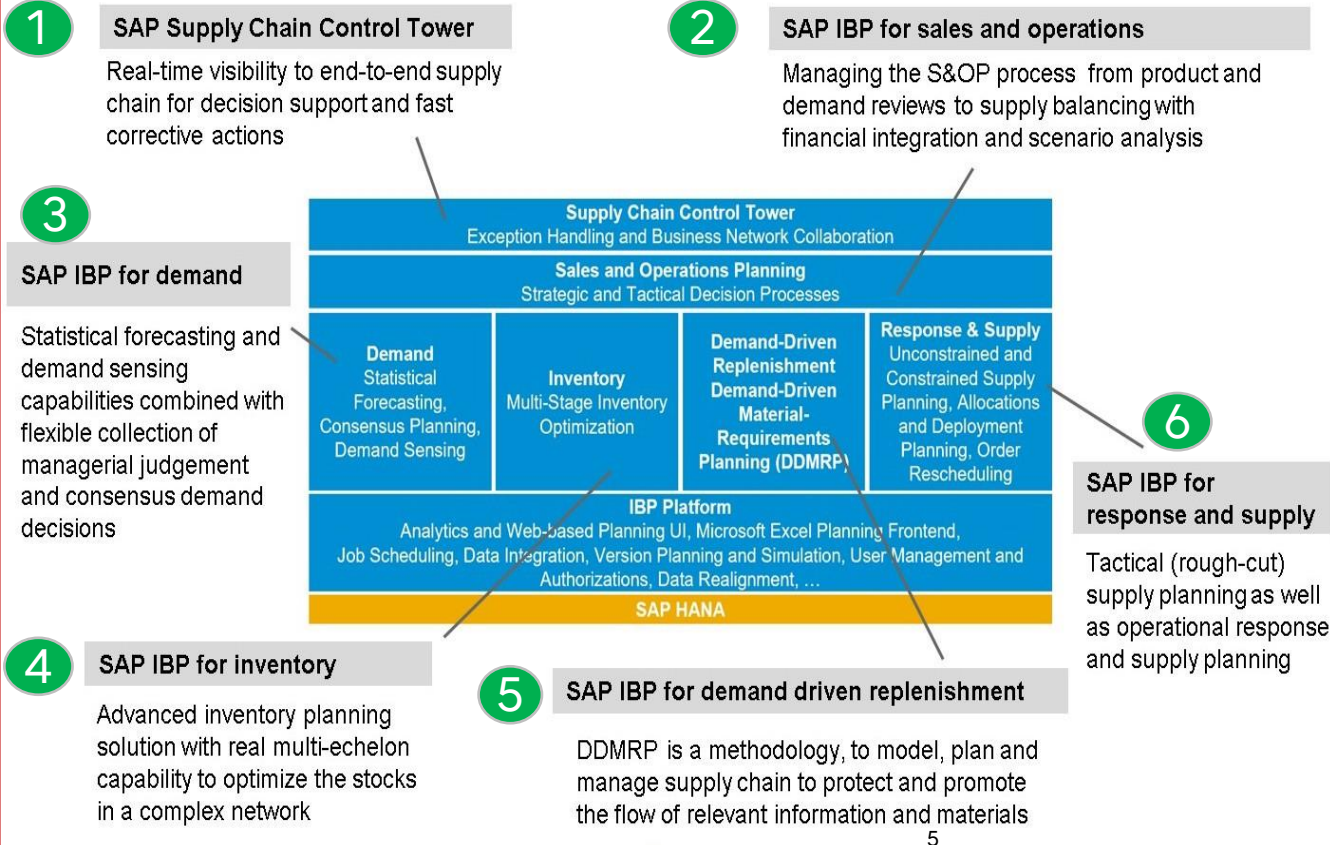 1
SAP Supply Chain Control Tower
Real-time visibility to end-to-end supply
chain for decision support and fast
corrective actions
2
SAP IBP for sales and operations
Managing the S&OP process from product and
demand reviews to supply balancing with
financial integration and scenario analysis
3
SAP IBP for demand
Statistical forecasting and
demand sensing
capabilities combined with
flexible collection of
managerial judgement
and consensus demand
decisions
Supply Chain Control Tower
Exception Handling and Business Network Collaboration
Sales and Operations Planning
Strategic and Tactical Decision Processes
Demand
Statistical
Forecasting,
Consensus Planning,
Demand Sensing
Inventory
Multi-Stage Inventory
Optimization
Demand-Driven
Replenishment
Demand-Driven
Material-
Requirements
Planning (DDMRP)
Response & Supply
Unconstrained and
Constrained Supply
Planning, Allocations
and Deployment
Planning, Order
Rescheduling
IBP Platform
Analytics and Web-based Planning UI, Microsoft Excel Planning Frontend,
Job Scheduling, Data Integration, Version Planning and Simulation, User Management and
Authorizations, Data Realignment, ...
SAP HANA
6
SAP IBP for
response and supply
Tactical (rough-cut)
supply planning as well
as operational response
and supply planning
4
SAP IBP for inventory
Advanced inventory planning
solution with real multi-echelon
capability to optimize the stocks
in a complex network
5
SAP IBP for demand driven replenishment
DDMRP is a methodology, to model, plan and
manage supply chain to protect and promote
the flow of relevant information and materials
5